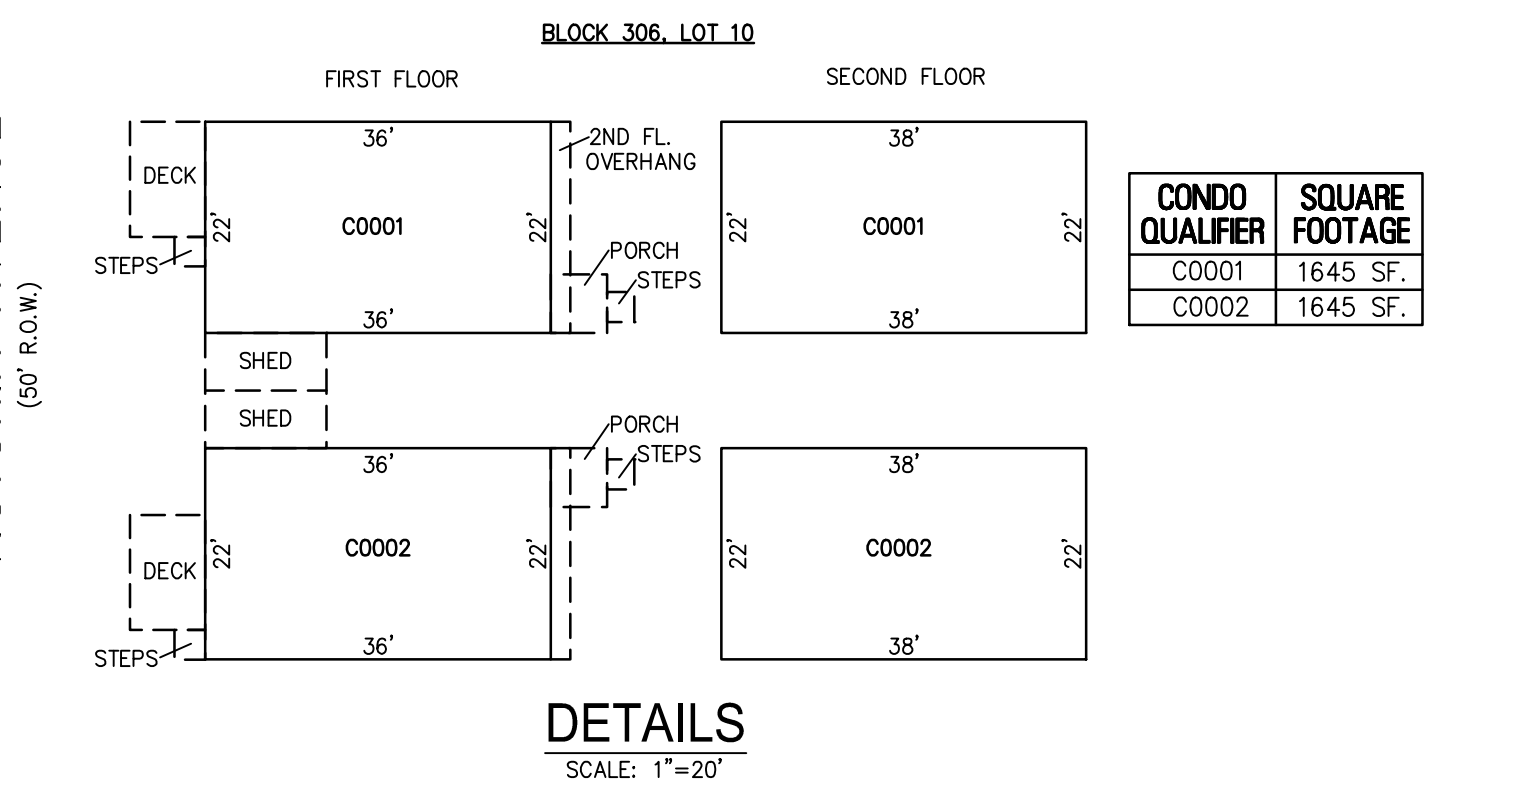 BLOCK 306, LOT 10
FIRST FLOOR
SECOND FLOOR
36'
2ND FL.
OVERHANG
DECK
22'
C0001
22'
STEPS
PORCH
STEPS
36'
38'
22'
C0001
22'
38'
CONDO QUALIFIER
SQUARE FOOTAGE
C0001 1645 SF.
C0002 1645 SF.
(50' R.O.W.)
SHED
SHED
PORCH
STEPS
36'
22'
C0002
22'
DECK
STEPS
36'
38'
22'
C0002
22'
38'
DETAILS
SCALE: 1"=20'